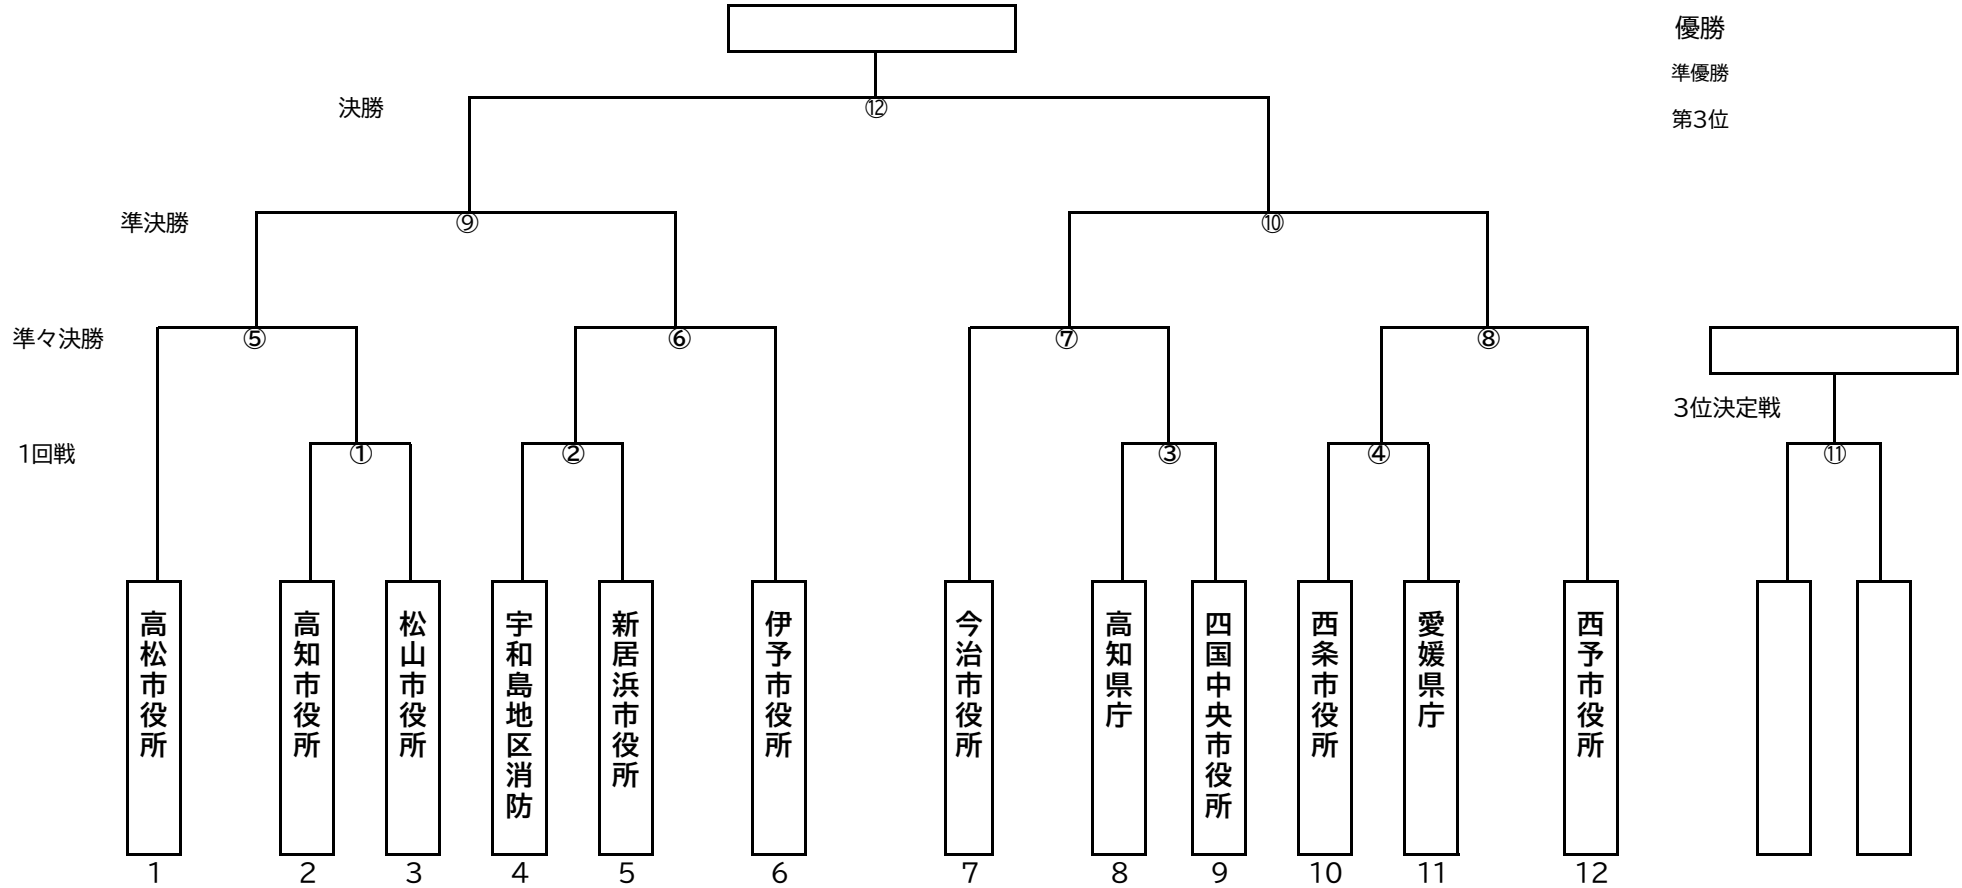 優勝
準優勝
決勝
⑫
第3位
準決勝
⑨
⑩
準々決勝
⑤
⑥
⑦
⑧
3位決定戦
1回戦
①
②
③
④
⑪
高松市役所
高知市役所
松山市役所
宇和島地区消防
新居浜市役所
伊予市役所
今治市役所
高知県庁
四国中央市役所
西条市役所
愛媛県庁
西予市役所
1
2
3
4
5
6
7
8
9
10
11
12